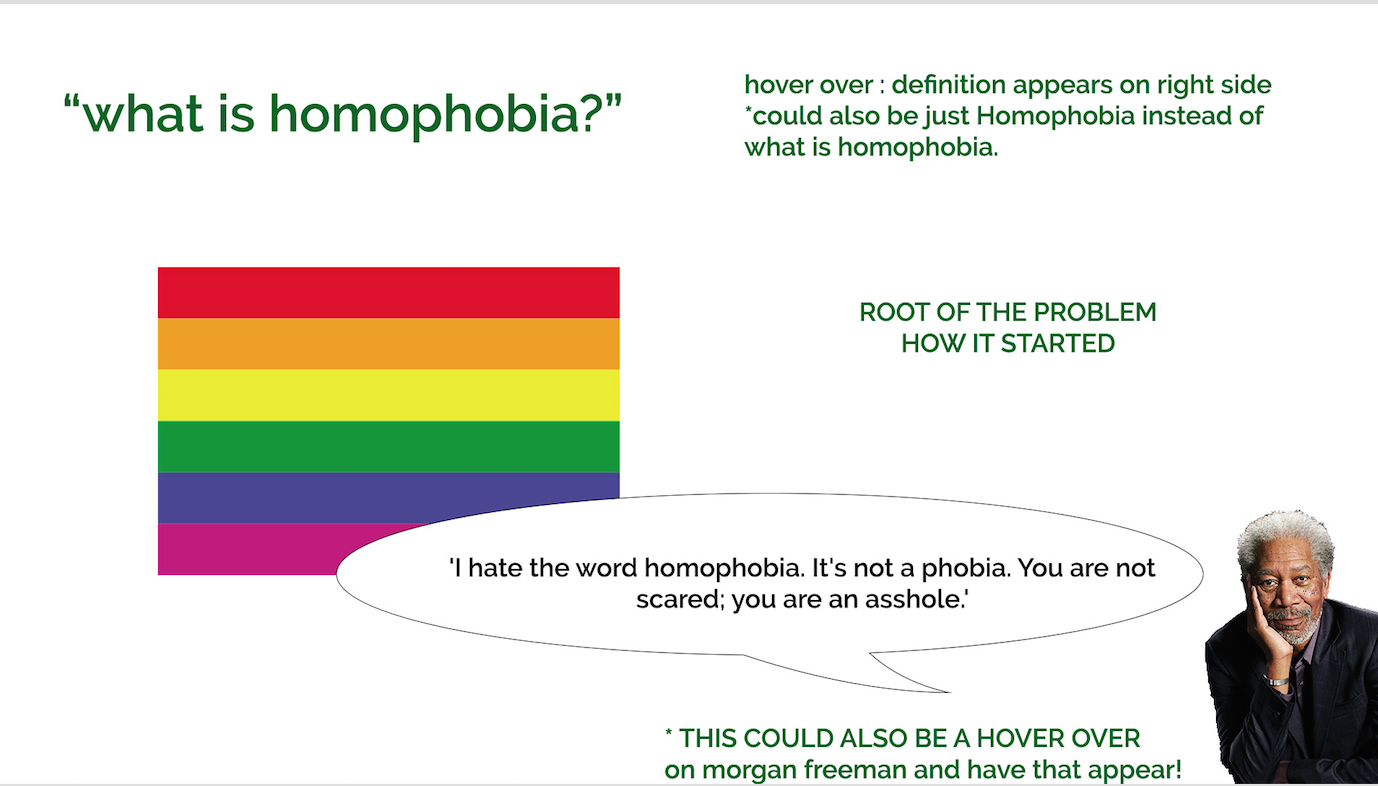 “what is homophobia?”
hover over : definition appears on right side
*could also be just Homophobia instead of
what is homophobia.
ROOT OF THE PROBLEM
HOW IT STARTED
'I hate the word homophobia. It's not a phobia. You are not
scared; you are an asshole.'
* THIS COULD ALSO BE A HOVER OVER
on morgan freeman and have that appear!